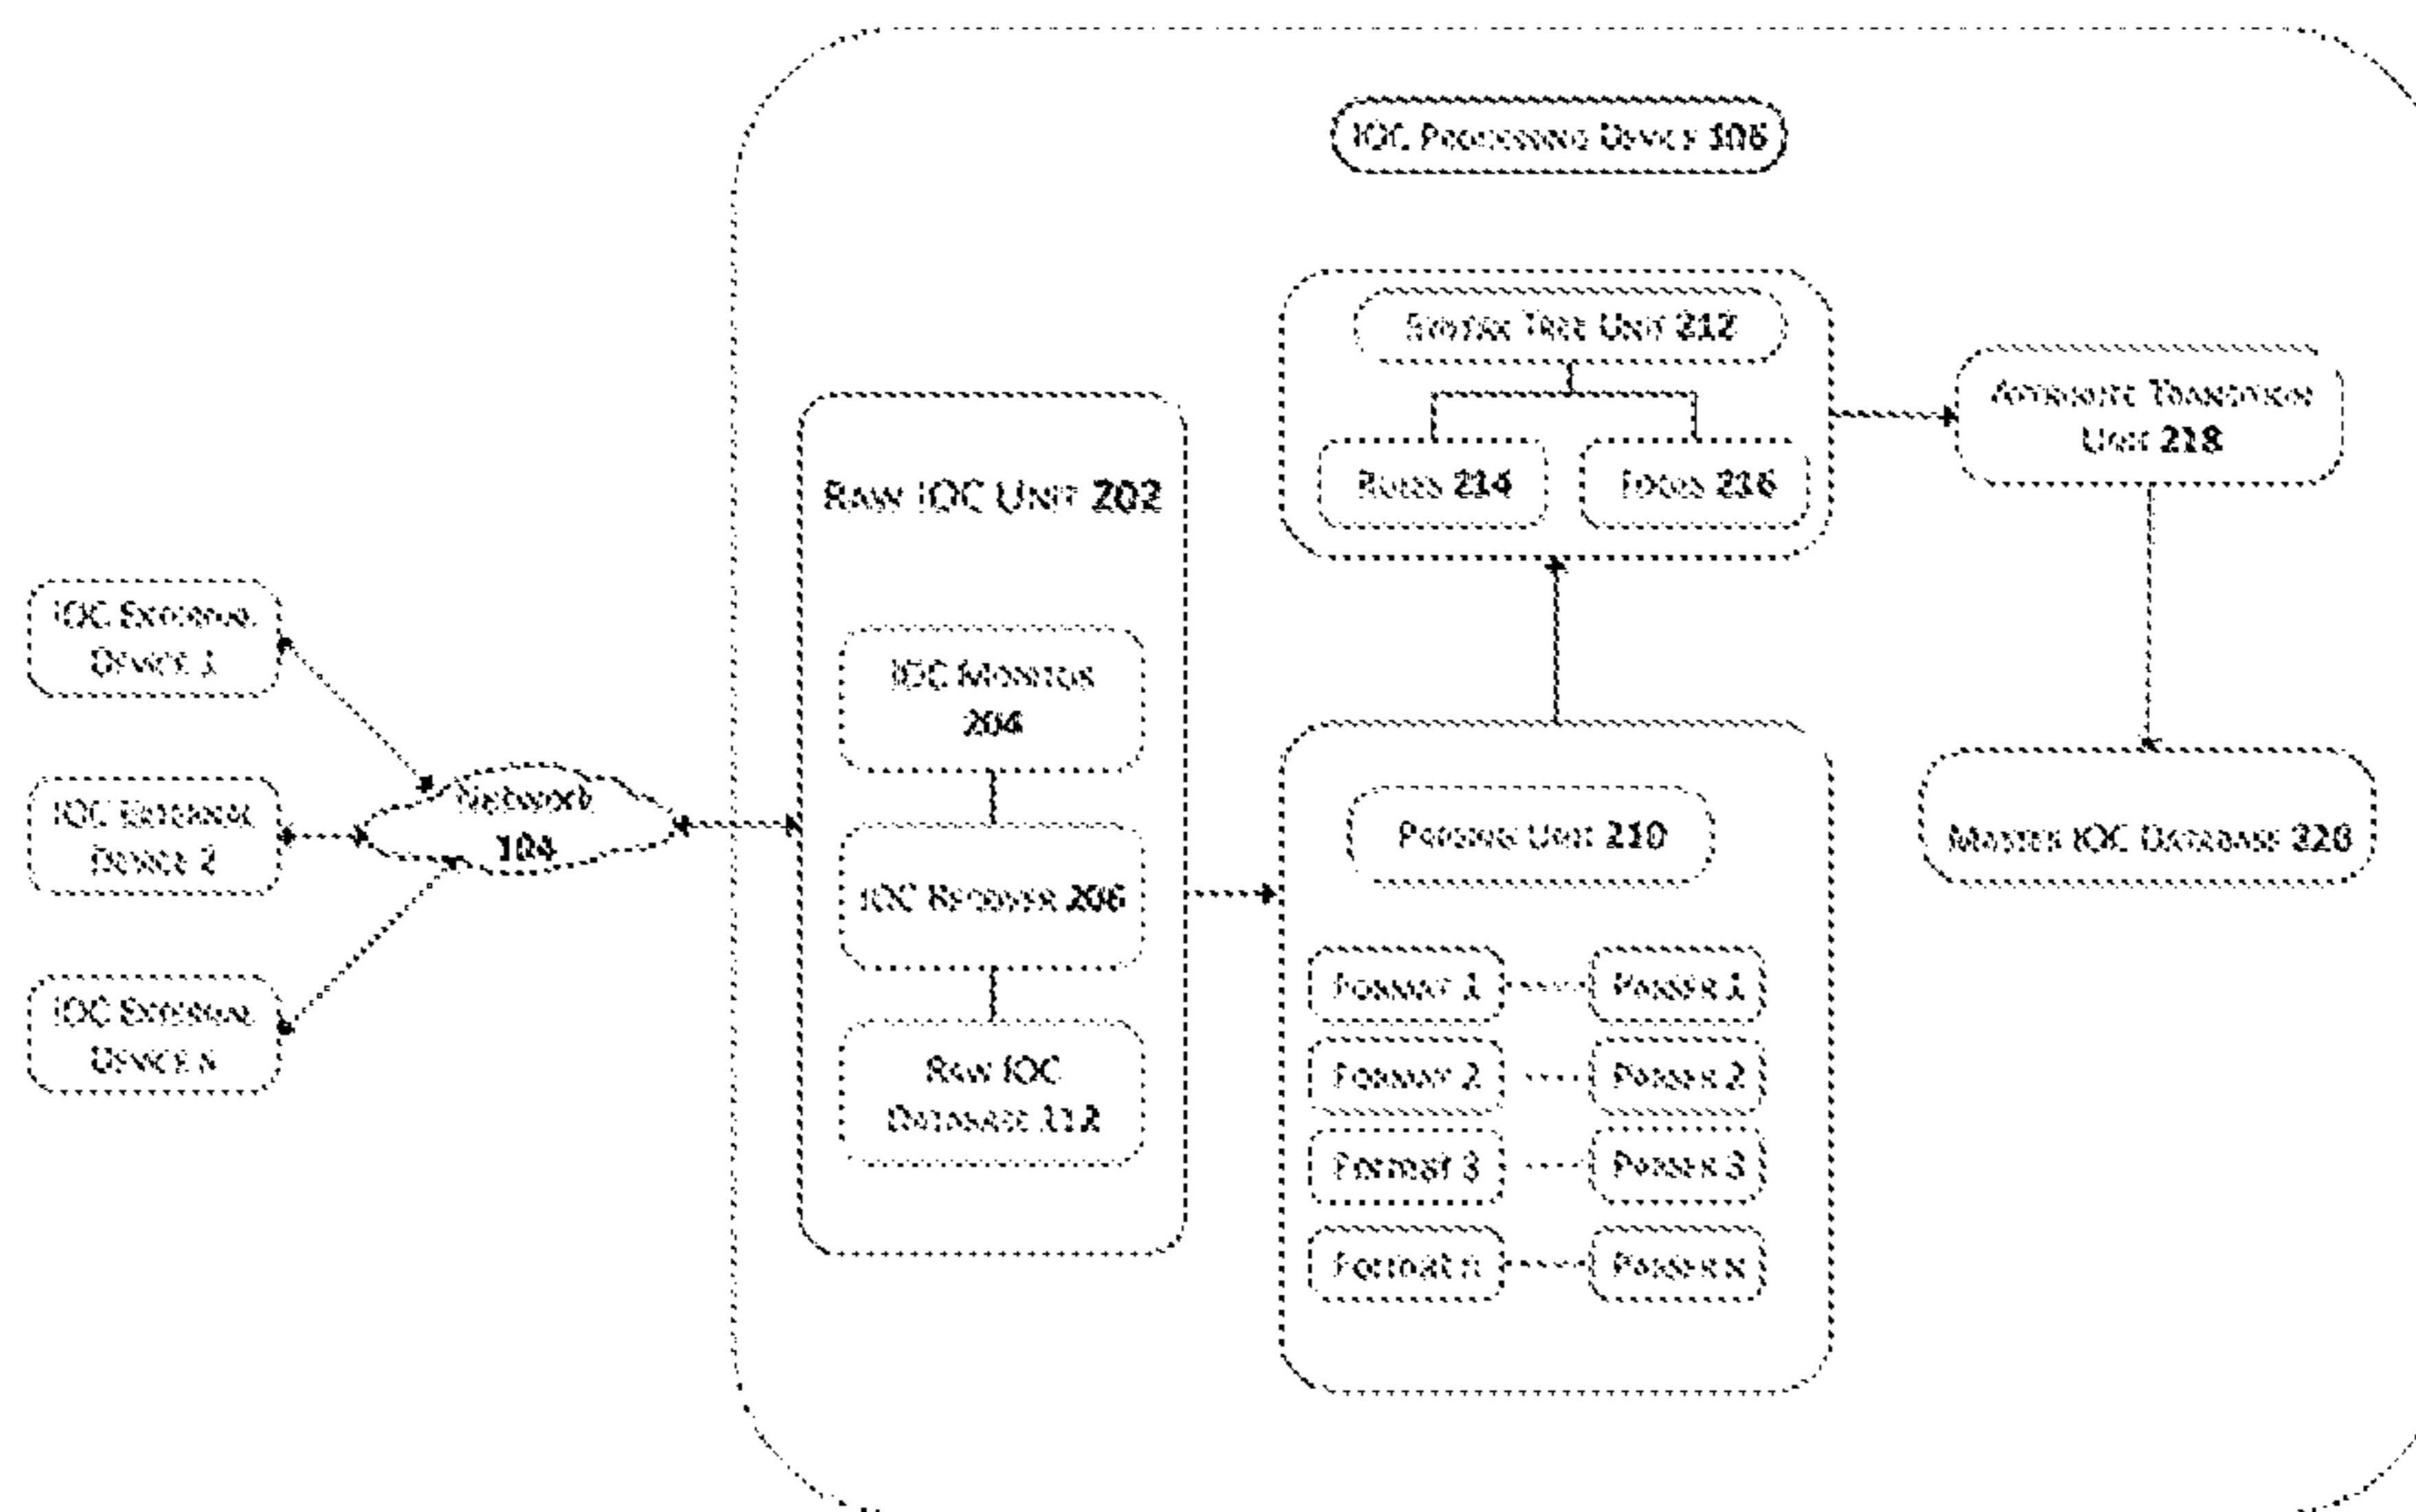 IOC PROCESSING DEVICE 106
SYNTAX TREE UNIT 212
RULES 214
UNIT 218
RAW IOC UNIT 202
IOC EXTERNAL
DEVICE 1
IOC MONITOR
204
IOC EXTERNAL
DEVICE 2
Network
104
IOC RECEIVER 206
PARSING UNIT 210
MASTER IOC DATABASE 220
IOC EXTERNAL
DEVICE N
RAW IOC
DATABASE 112
FORMAT 1
PARSER 1
FORMAT 2
PARSER 2
Format 3
PARSER 3
Format n
PARSER N